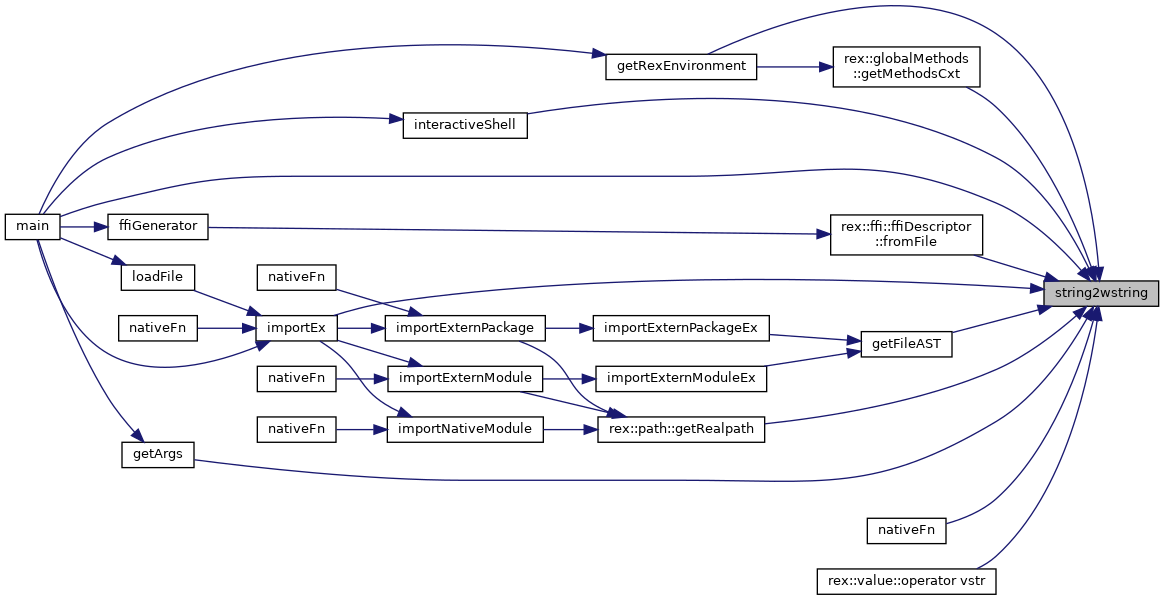 getRexEnvironment
rex::globalMethods
::getMethodsCxt
interactiveShell
main
ffiGenerator
rex::ffi::ffiDescriptor
::fromFile
loadFile
nativeFn
string2wstring
nativeFn
importEx
importExternPackage
importExternPackageEx
getFileAST
nativeFn
importExternModule
importExternModuleEx
nativeFn
importNativeModule
rex::path::getRealpath
getArgs
nativeFn
rex::value::operator vstr